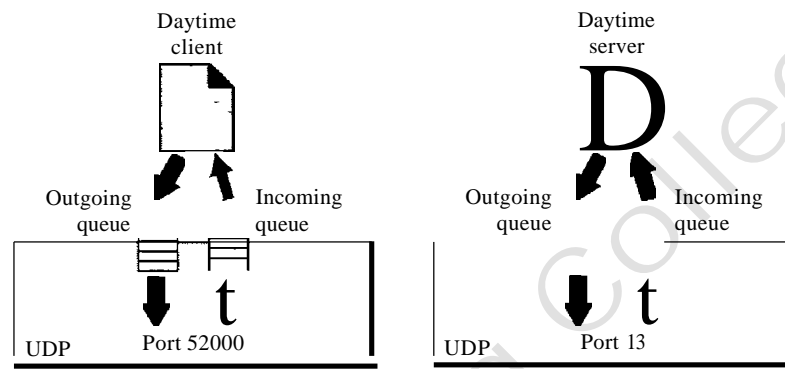 Daytime
client
Daytime
server
D
Outgoing
queue
Incoming
queue
Outgoing
queue
Incoming
queue
t
t
UDP
Port 52000
UDP
Port 13